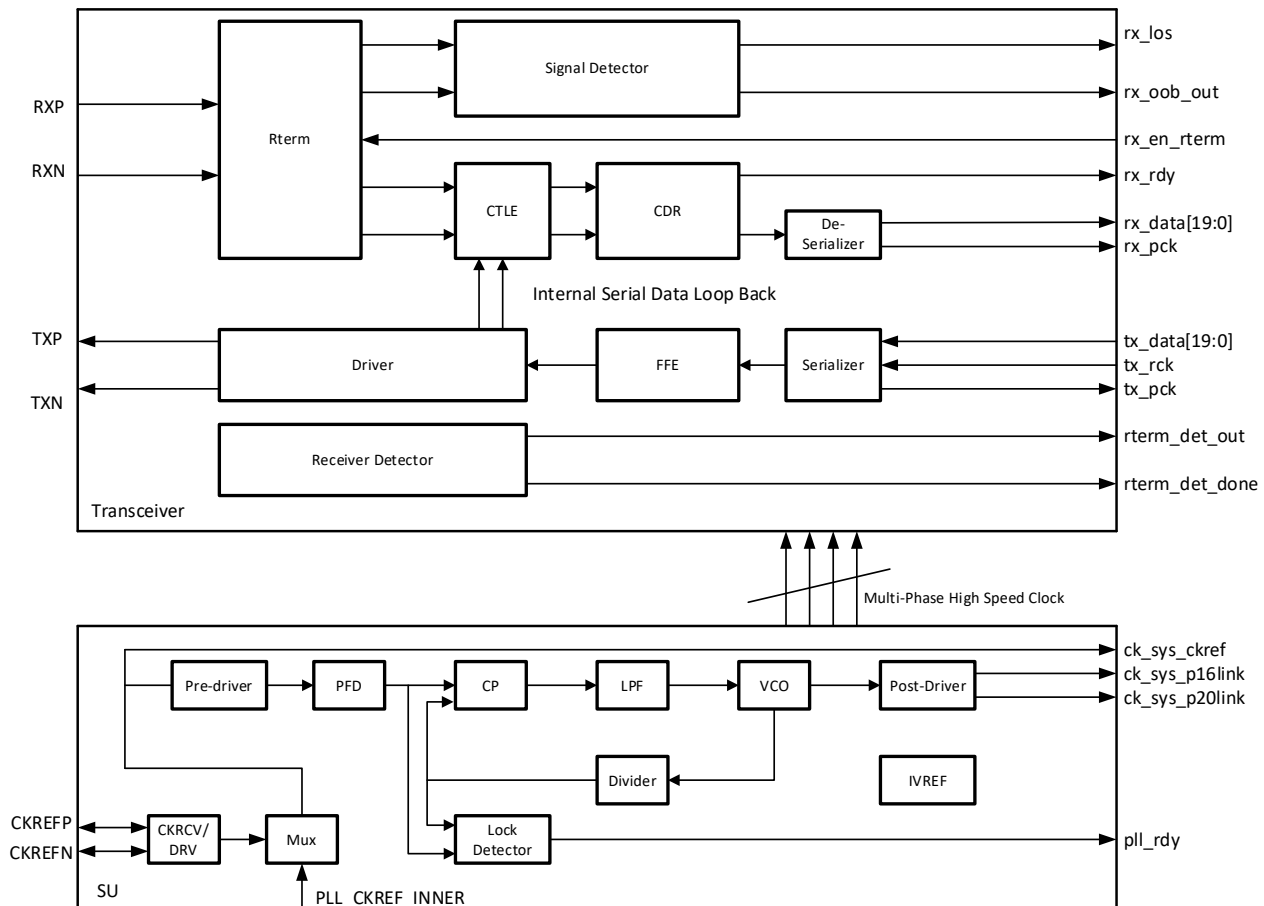 rx_los
Signal Detector
RXP
rx_oob_out
Rterm
rx_en_rterm
RXN
rx_rdy
CTLE
CDR
De-
Serializer
rx_data[19:0]
rx_pck
Internal Serial Data Loop Back
TXP
tx_data[19:0]
Driver
FFE
Serializer
tx_rck
TXN
tx_pck
rterm_det_out
Receiver Detector
rterm_det_done
Transceiver
Multi-Phase High Speed Clock
ck_sys_ckref
Pre-driver
PFD
CP
LPF
VCO
Post-Driver
ck_sys_p16link
ck_sys_p20link
Divider
IVREF
CKREFP
CKREFN
CKRCV/
DRV
Mux
Lock
Detector
pll_rdy
SU
PLL_CKREF_INNER